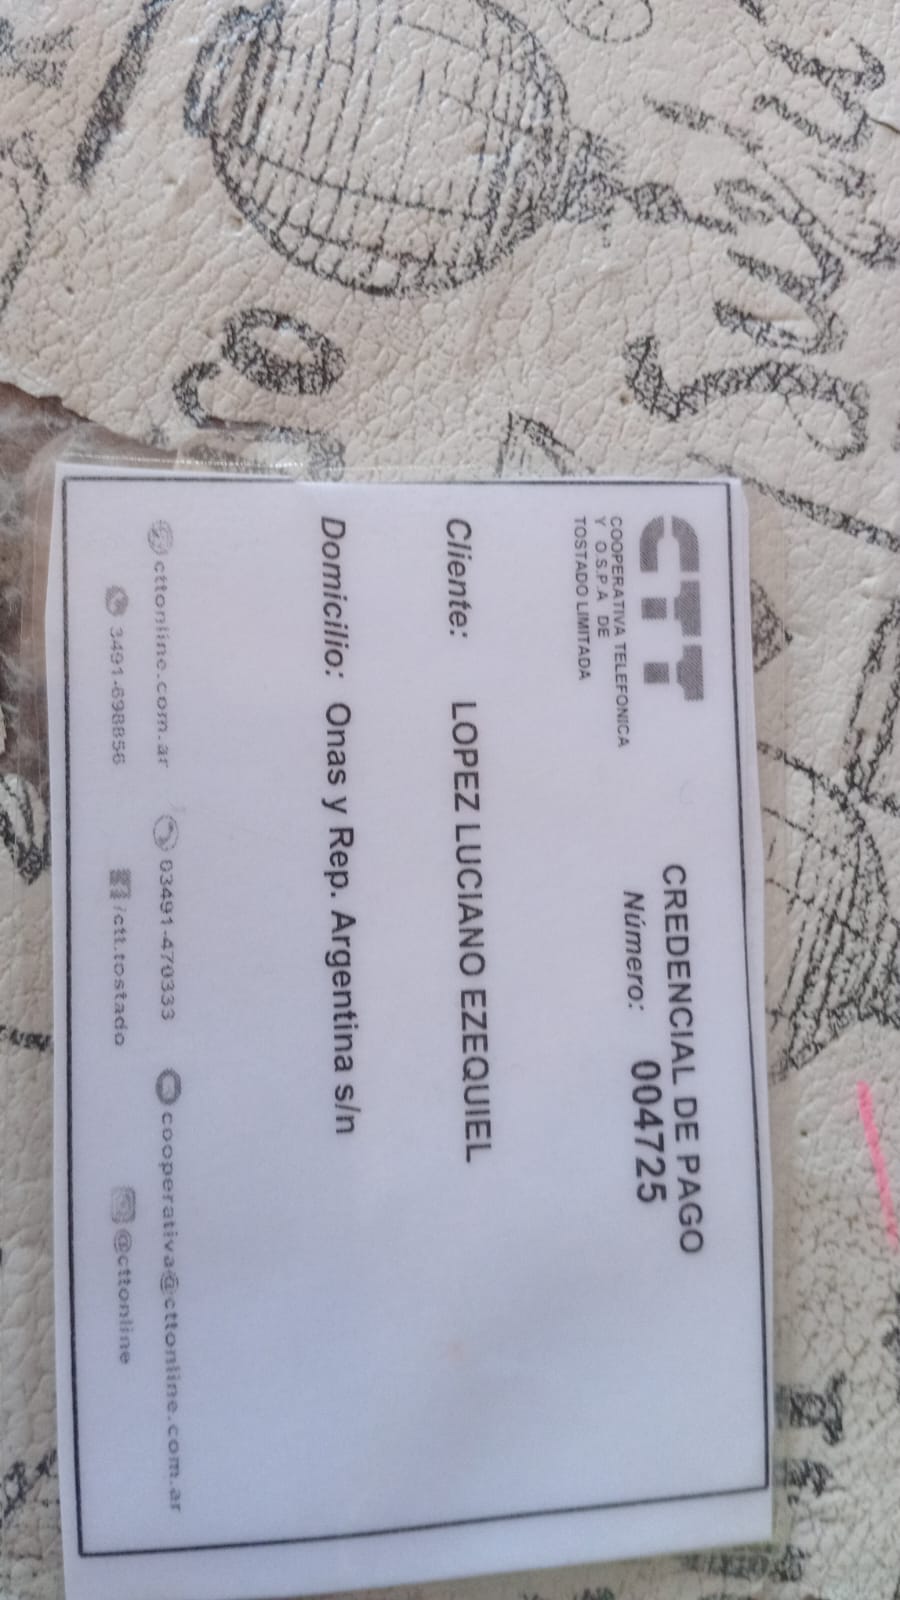 CTT
COOPERATIVA TELEFONICA
Y O.S.P.A DE
TOSTADO LIMITADA
CREDENCIAL DE PAGO
Número: 004725
Cliente: LOPEZ LUCIANO EZEQUIEL
Domicilio: Onas y Rep. Argentina s/n
cttonline.com.ar 03491-470333 cooperativa@cttonline.com.ar
3491-698856 /ctt.tostado @cttonline